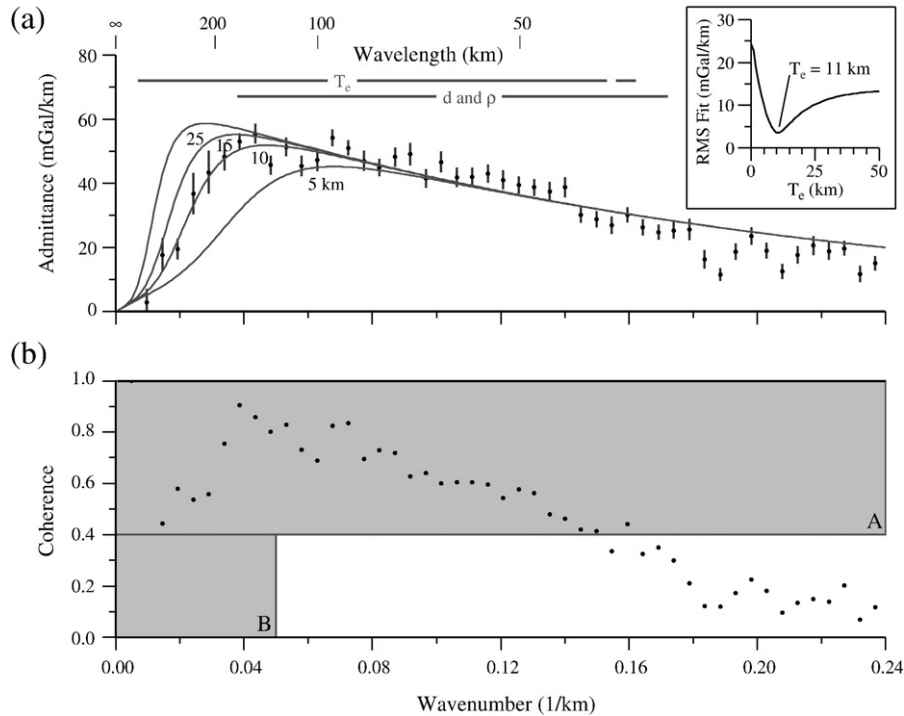 (a)
∞ 200 100 50
Wavelength (km)
80
60
40
20
0
Admittance (mGal/km)
Te
d and ρ
25
15
10
5 km
30
20
10
0
RMS Fit (mGal/km)
Te = 11 km
0 25 50
Te (km)
(b)
1.0
0.8
0.6
0.4
0.2
0.0
Coherence
A
B
0.00 0.04 0.08 0.12 0.16 0.20 0.24
Wavenumber (1/km)